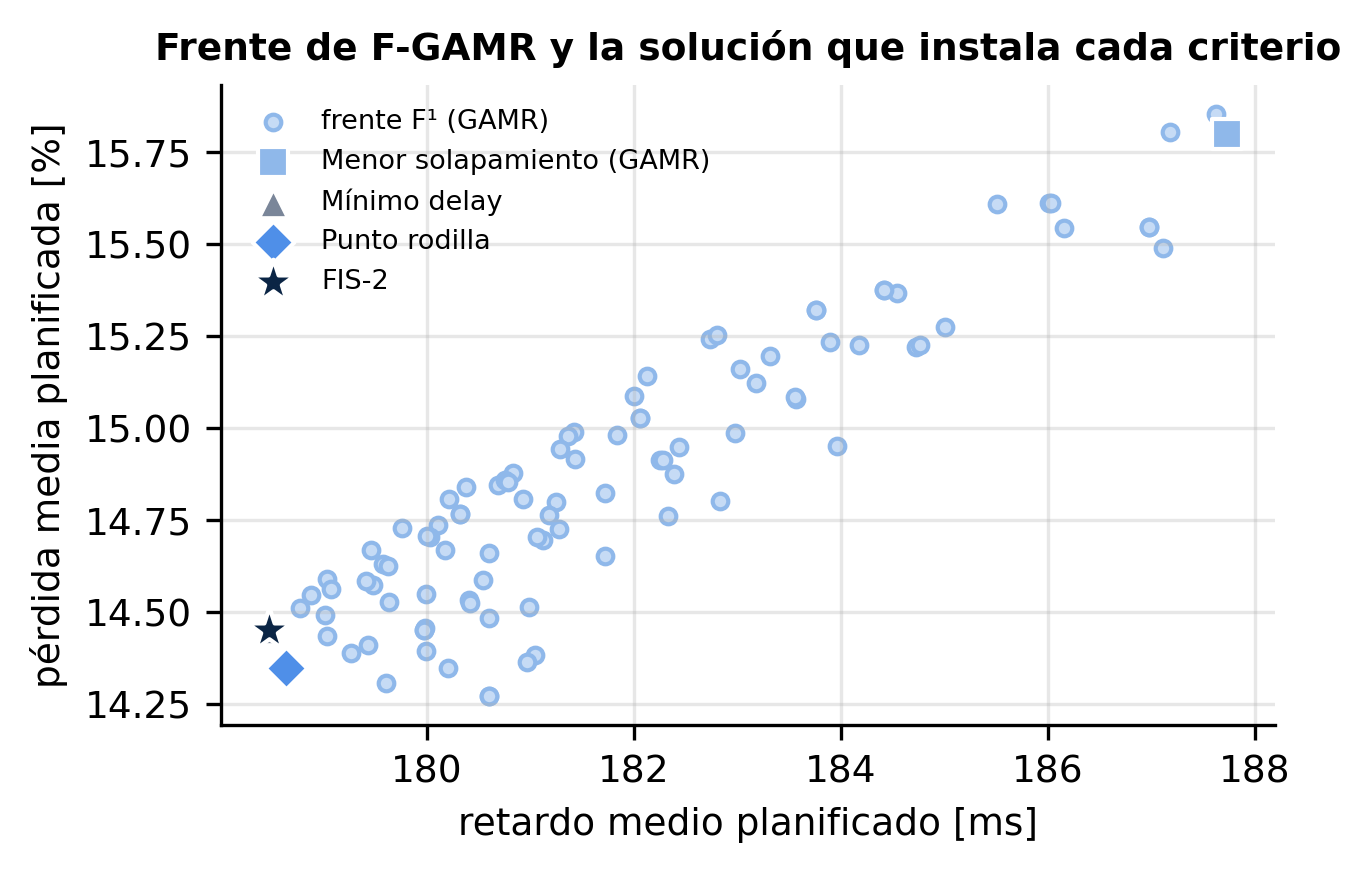 Frente de F-GAMR y la solución que instala cada criterio
frente F¹ (GAMR)
Menor solapamiento (GAMR)
Mínimo delay
Punto rodilla
FIS-2
pérdida media planificada [%]
15.75
15.50
15.25
15.00
14.75
14.50
14.25
180
182
184
186
188
retardo medio planificado [ms]